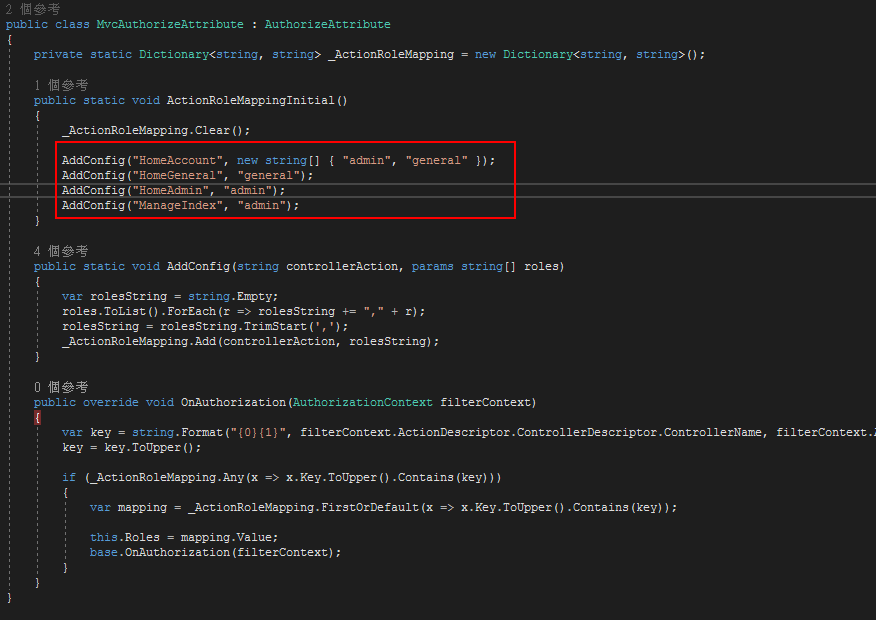 2 個參考
public class MvcAuthorizeAttribute : AuthorizeAttribute
{
private static Dictionary<string, string> _ActionRoleMapping = new Dictionary<string, string>();
1 個參考
public static void ActionRoleMappingInitial()
{
_ActionRoleMapping.Clear();
AddConfig("HomeAccount", new string[] { "admin", "general" });
AddConfig("HomeGeneral", "general");
AddConfig("HomeAdmin", "admin");
AddConfig("ManageIndex", "admin");
}
4 個參考
public static void AddConfig(string controllerAction, params string[] roles)
{
var rolesString = string.Empty;
roles.ToList().ForEach(r => rolesString += "," + r);
rolesString = rolesString.TrimStart(',');
_ActionRoleMapping.Add(controllerAction, rolesString);
}
0 個參考
public override void OnAuthorization(AuthorizationContext filterContext)
{
var key = string.Format("{0}{1}", filterContext.ActionDescriptor.ControllerDescriptor.ControllerName, filterContext.
key = key.ToUpper();
if (_ActionRoleMapping.Any(x => x.Key.ToUpper().Contains(key)))
{
var mapping = _ActionRoleMapping.FirstOrDefault(x => x.Key.ToUpper().Contains(key));
this.Roles = mapping.Value;
base.OnAuthorization(filterContext);
}
}
}